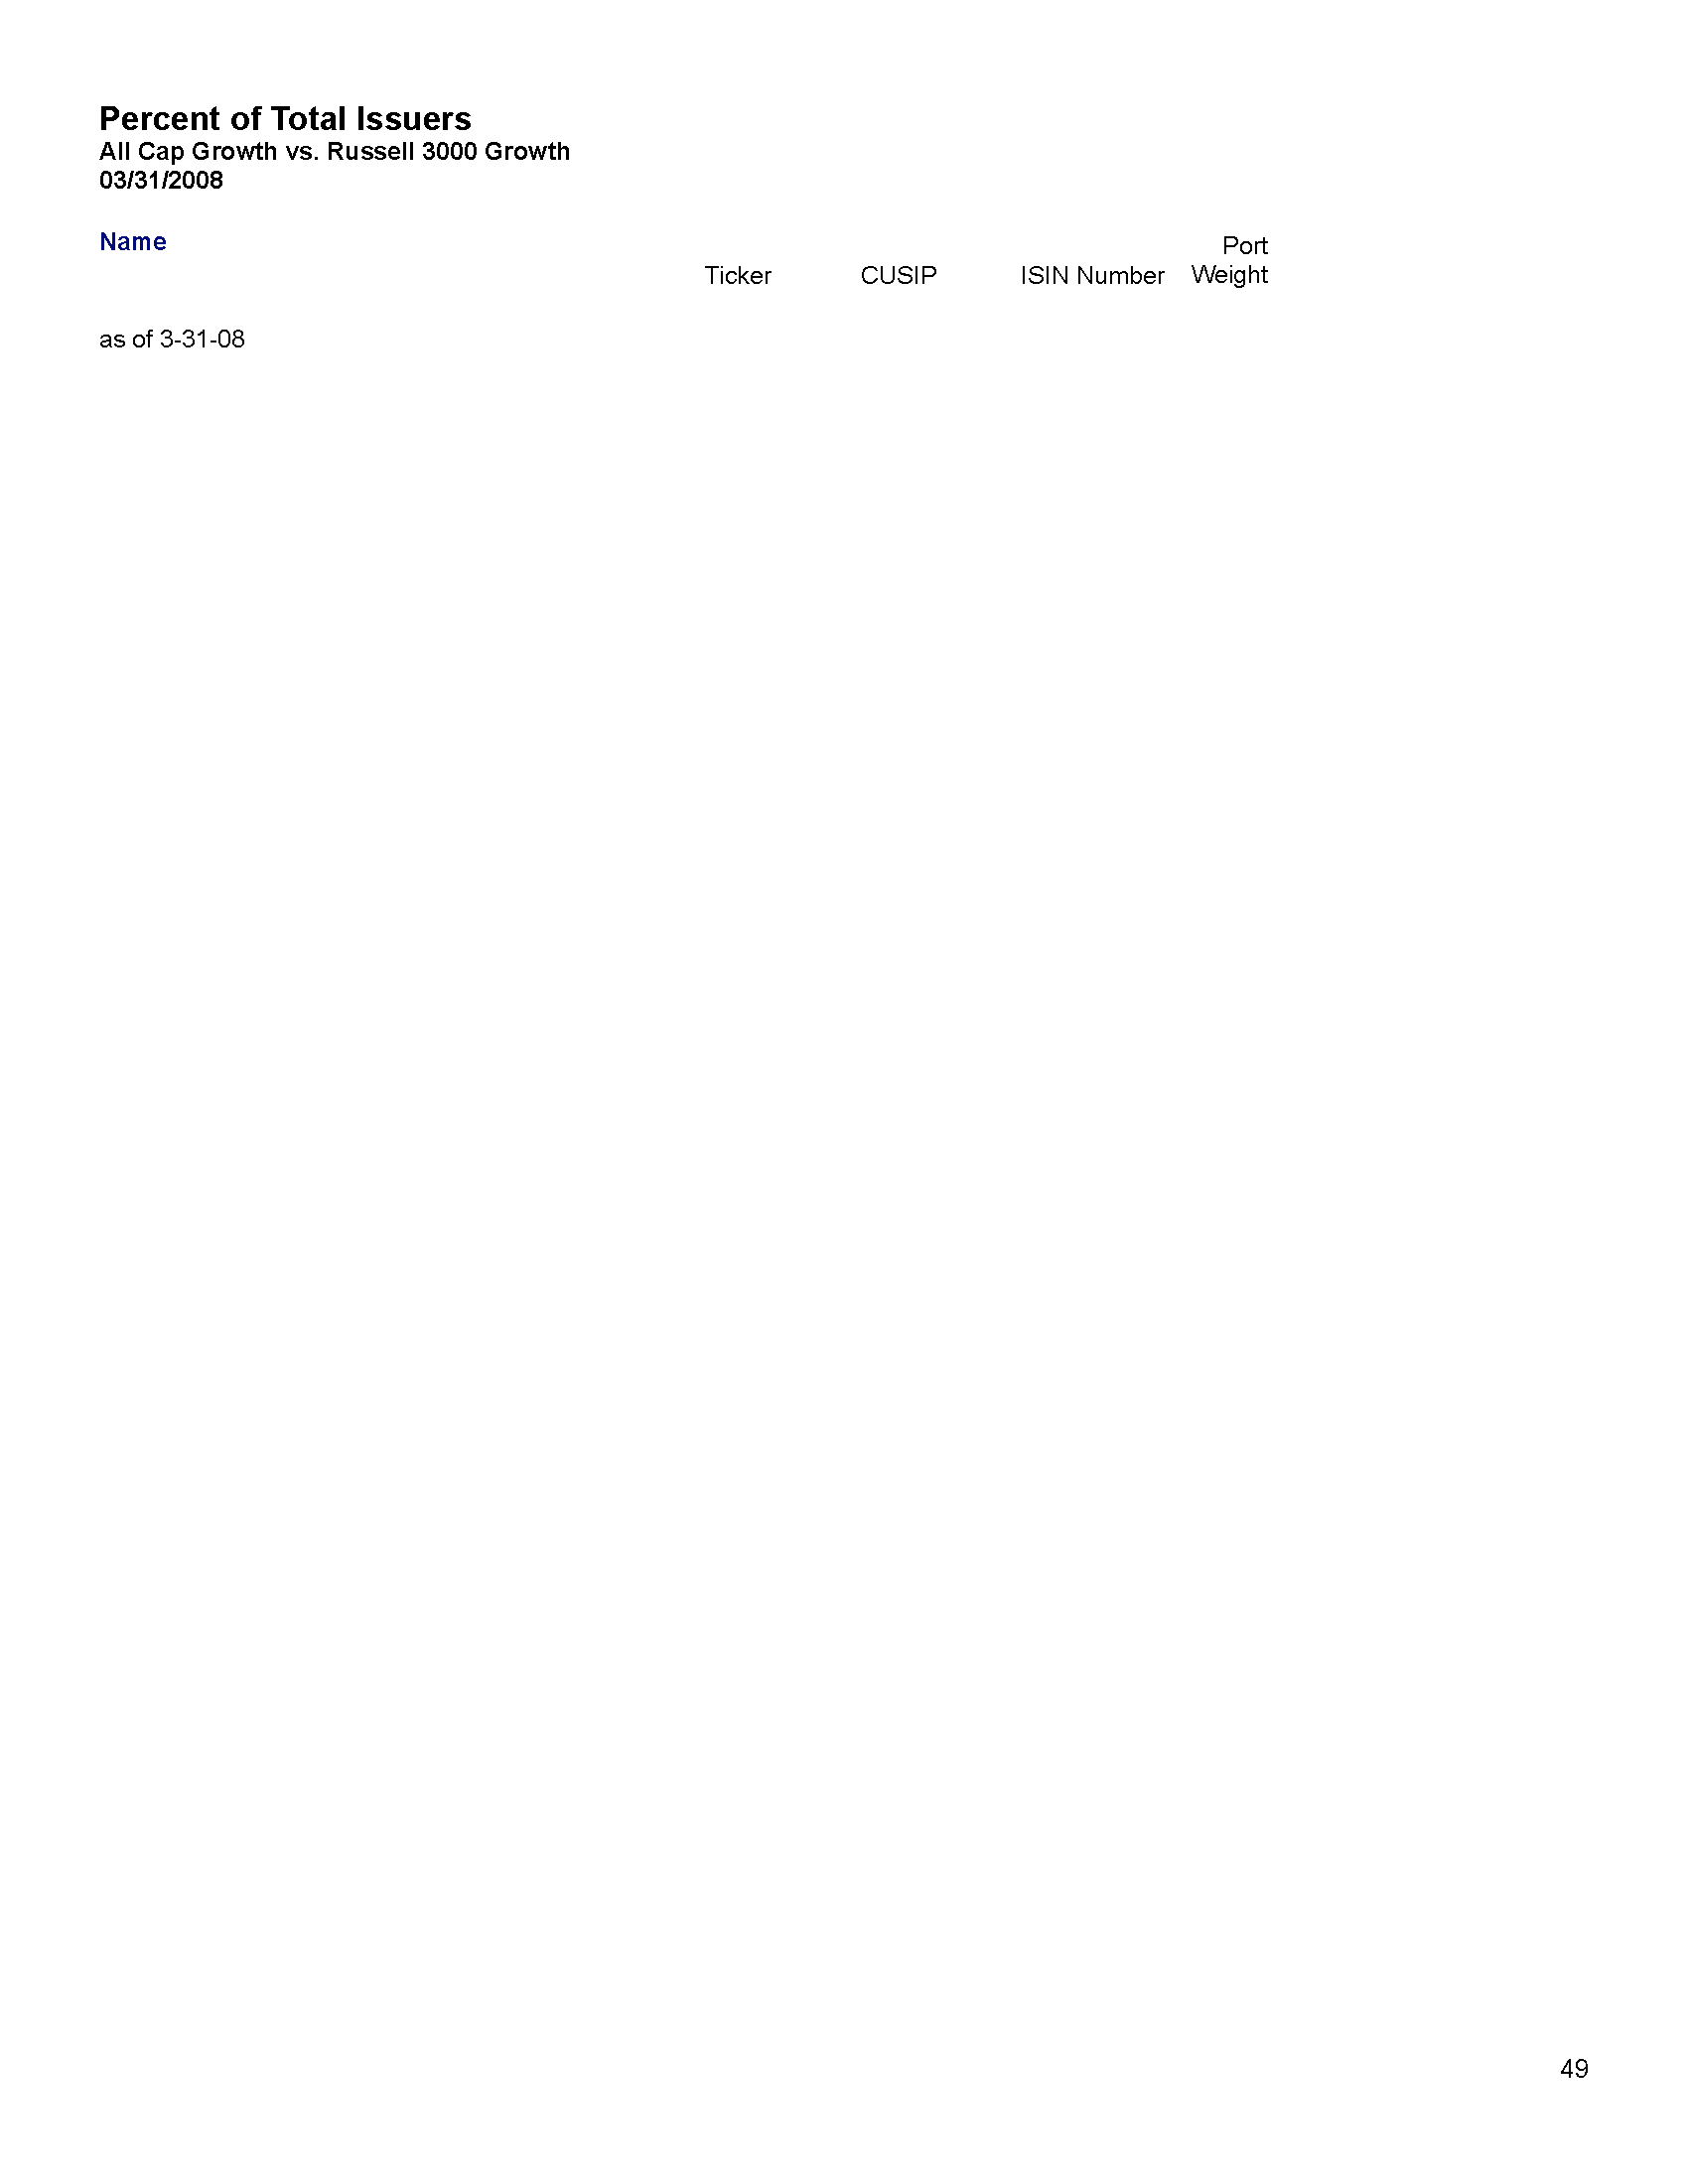 Percent of Total Issuers
All Cap Growth vs. Russell 3000 Growth
03/31/2008
Name
Port
Ticker CUSIP ISIN Number Weight
as of 3-31-08
49